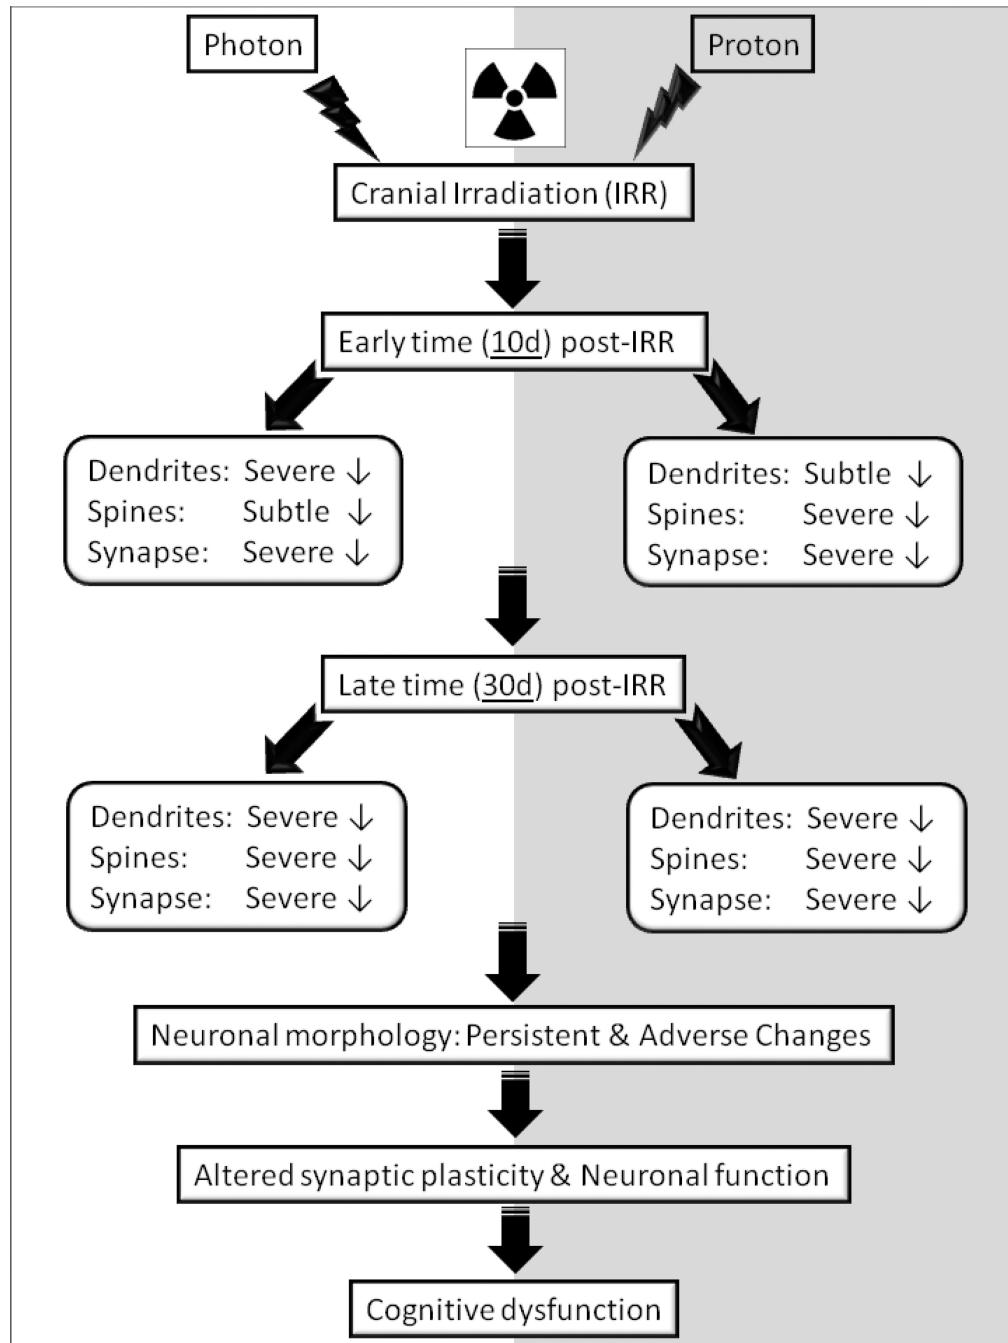 Photon
Proton
Cranial Irradiation (IRR)
Early time (10d) post-IRR
Dendrites: Severe ↓
Spines: Subtle ↓
Synapse: Severe ↓
Dendrites: Subtle ↓
Spines: Severe ↓
Synapse: Severe ↓
Late time (30d) post-IRR
Dendrites: Severe ↓
Spines: Severe ↓
Synapse: Severe ↓
Dendrites: Severe ↓
Spines: Severe ↓
Synapse: Severe ↓
Neuronal morphology: Persistent & Adverse Changes
Altered synaptic plasticity & Neuronal function
Cognitive dysfunction